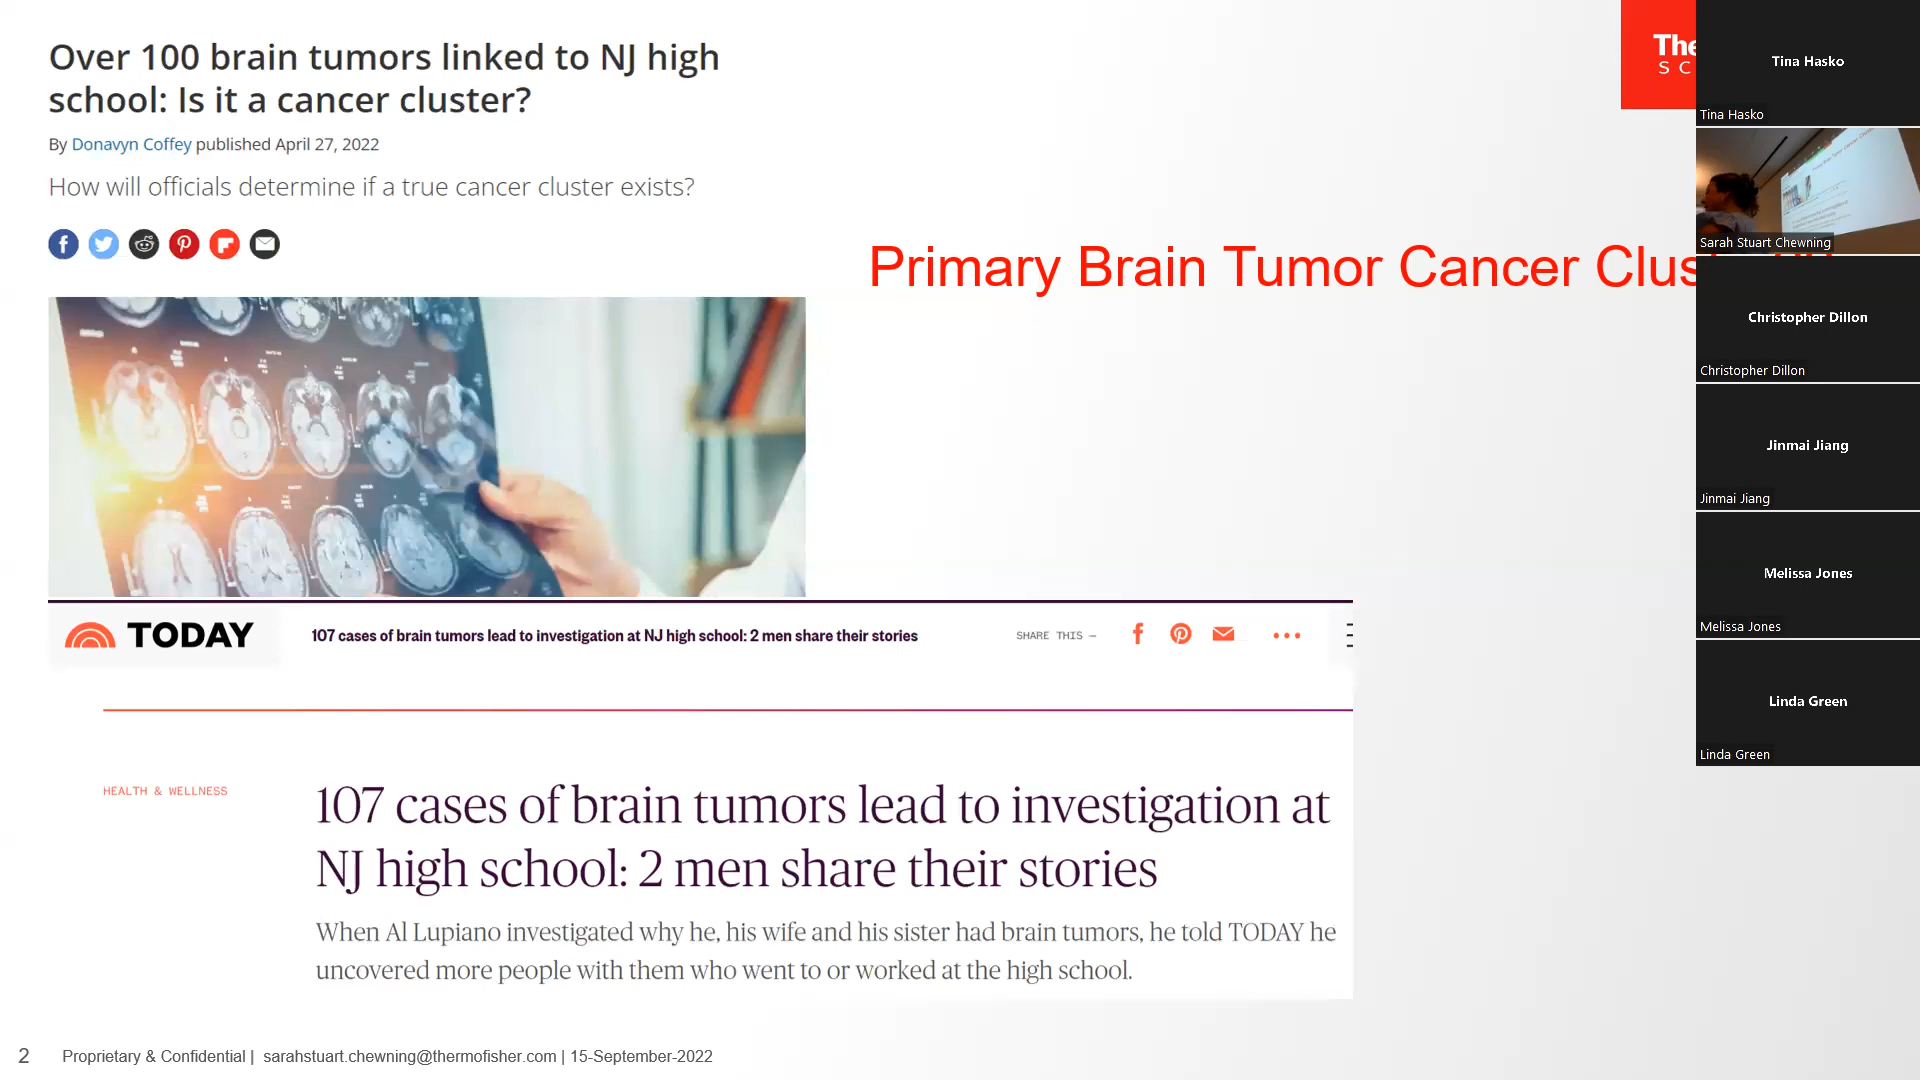 Over 100 brain tumors linked to NJ high
school: Is it a cancer cluster?
By Donavyn Coffey published April 27, 2022
How will officials determine if a true cancer cluster exists?
Primary Brain Tumor Cancer Clus
TODAY
107 cases of brain tumors lead to investigation at NJ high school: 2 men share their stories
SHARE THIS —
HEALTH & WELLNESS
107 cases of brain tumors lead to investigation at
NJ high school: 2 men share their stories
When Al Lupiano investigated why he, his wife and his sister had brain tumors, he told TODAY he
uncovered more people with them who went to or worked at the high school.
2 Proprietary & Confidential | sarahstuart.chewning@thermofisher.com | 15-September-2022
The
SC
Tina Hasko
Tina Hasko
Sarah Stuart Chewning
Christopher Dillon
Christopher Dillon
Jinmai Jiang
Jinmai Jiang
Melissa Jones
Melissa Jones
Linda Green
Linda Green